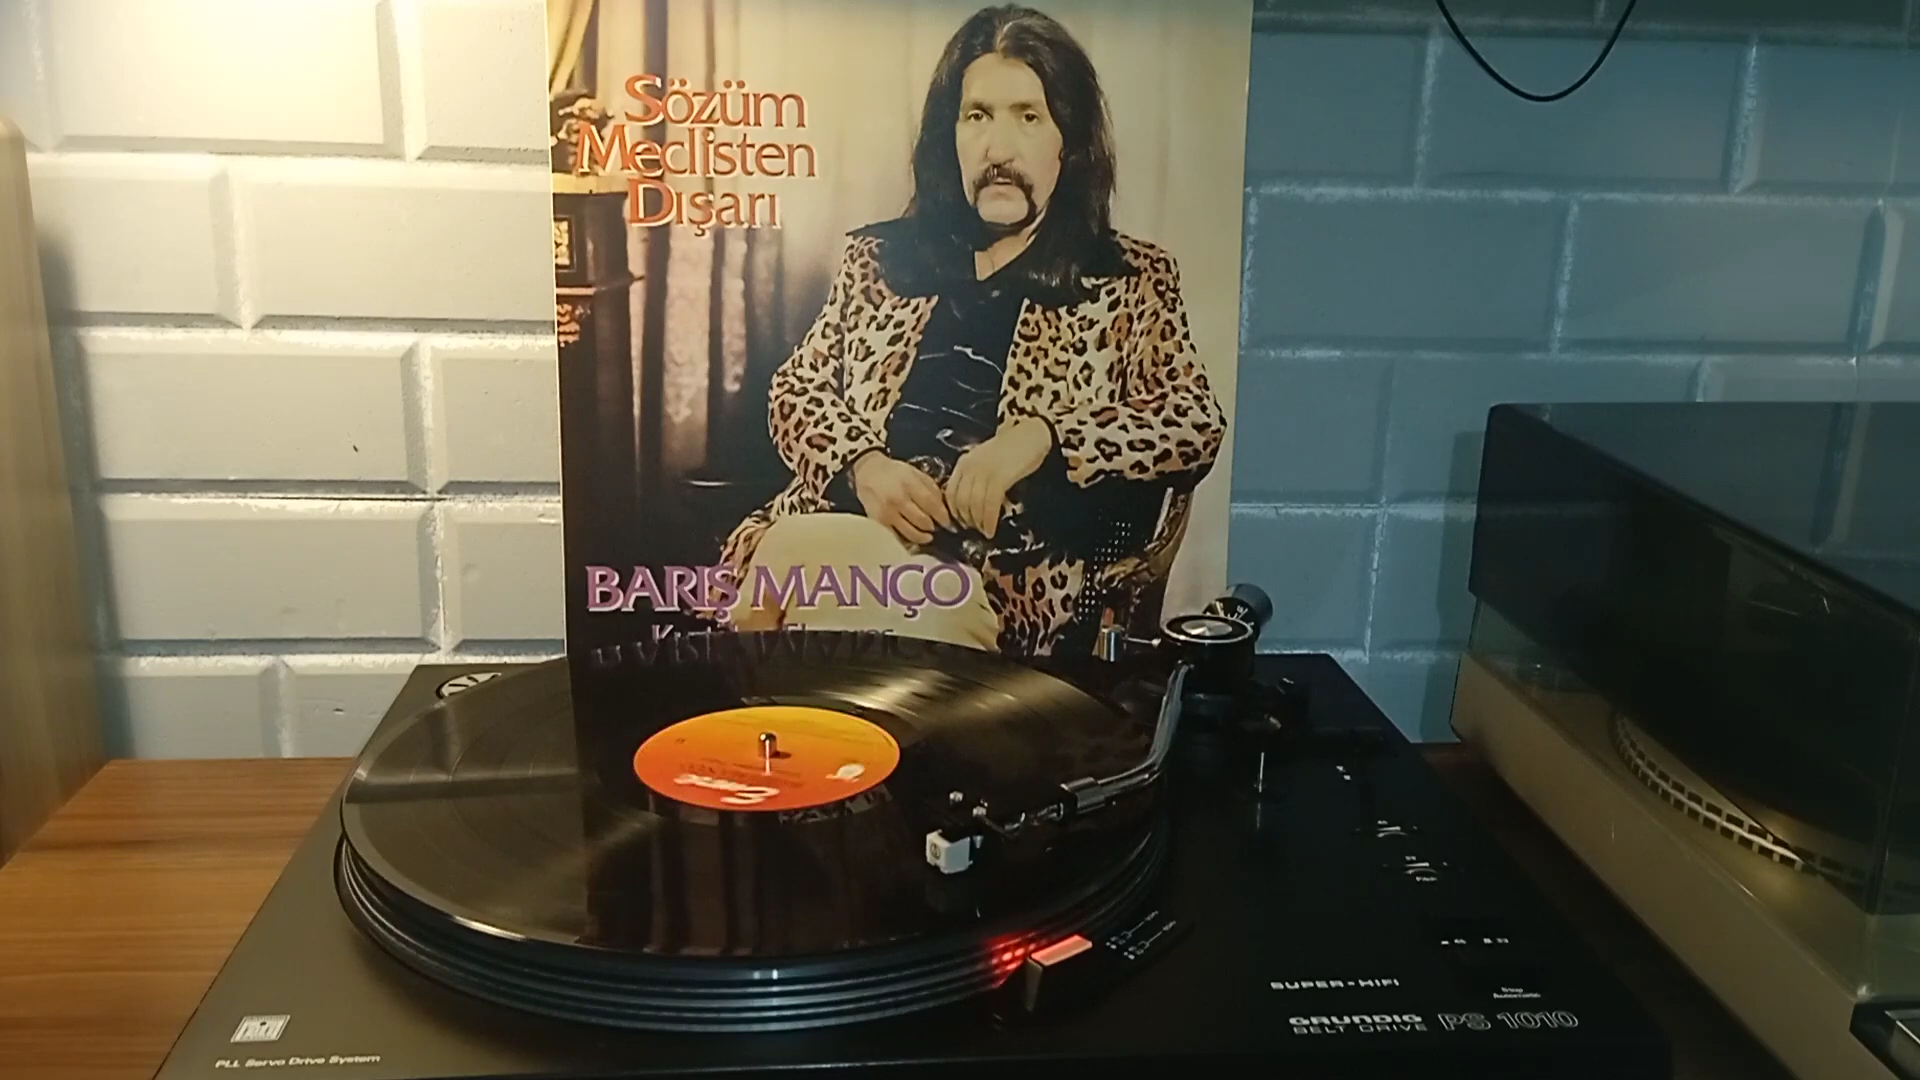 Sözüm
Meclisten
Dışarı
BARIŞ MANÇO
SUPER-HIFI
GRUNDIG PS 1010
BELT DRIVE
PLL Servo Drive System